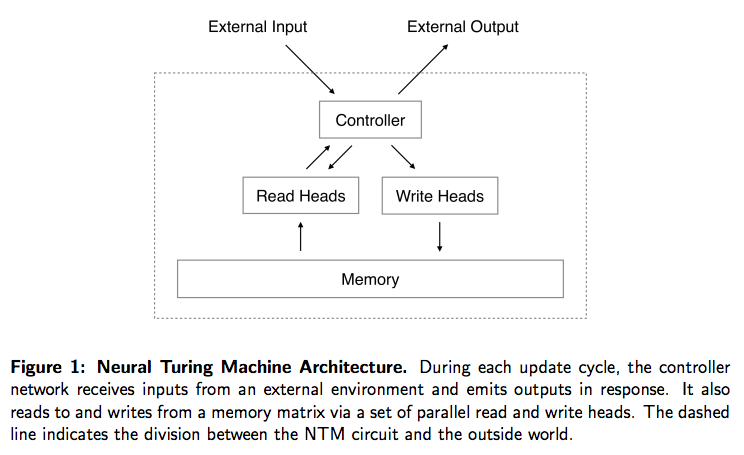 External Input
External Output
Controller
Read Heads
Write Heads
Memory
Figure 1: Neural Turing Machine Architecture. During each update cycle, the controller
network receives inputs from an external environment and emits outputs in response. It also
reads to and writes from a memory matrix via a set of parallel read and write heads. The dashed
line indicates the division between the NTM circuit and the outside world.